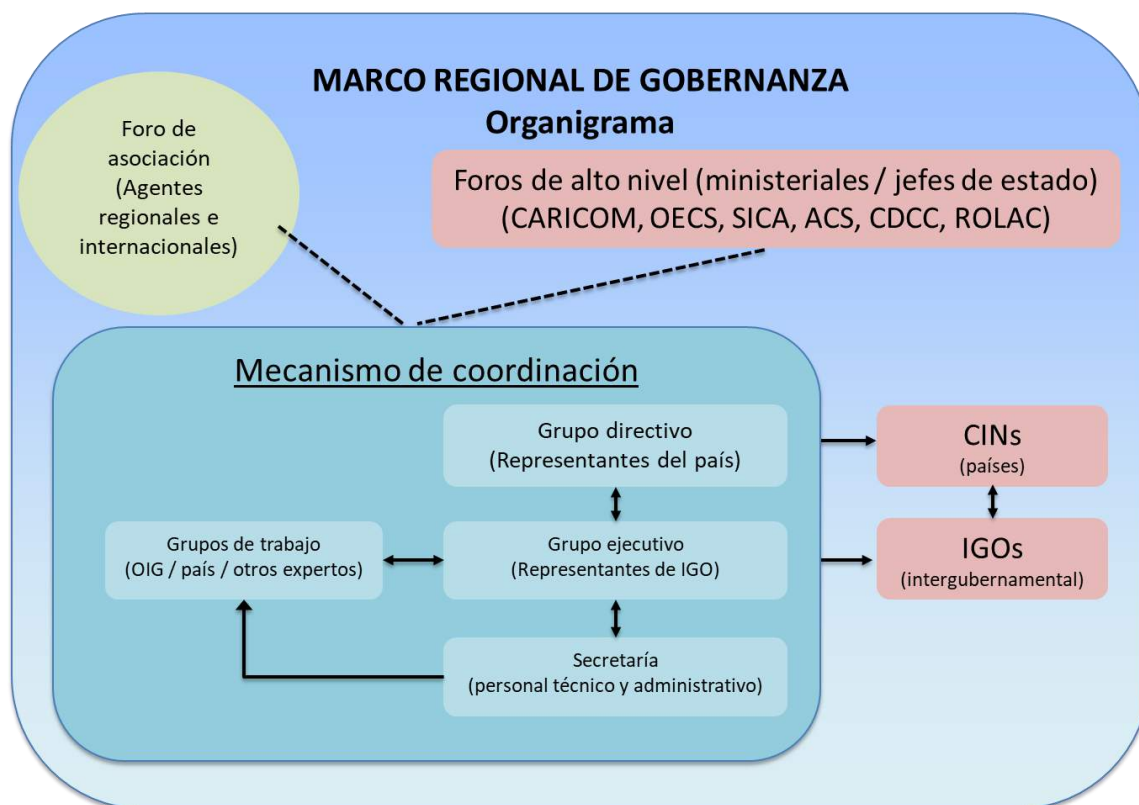 MARCO REGIONAL DE GOBERNANZA
Organigrama
Foro de
asociación
(Agentes
regionales e
internacionales)
Foros de alto nivel (ministeriales / jefes de estado)
(CARICOM, OECS, SICA, ACS, CDCC, ROLAC)
Mecanismo de coordinación
Grupo directivo
(Representantes del país)
CINs
(países)
Grupos de trabajo
(OIG / país / otros expertos)
Grupo ejecutivo
(Representantes de IGO)
IGOs
(intergubernamental)
Secretaría
(personal técnico y administrativo)